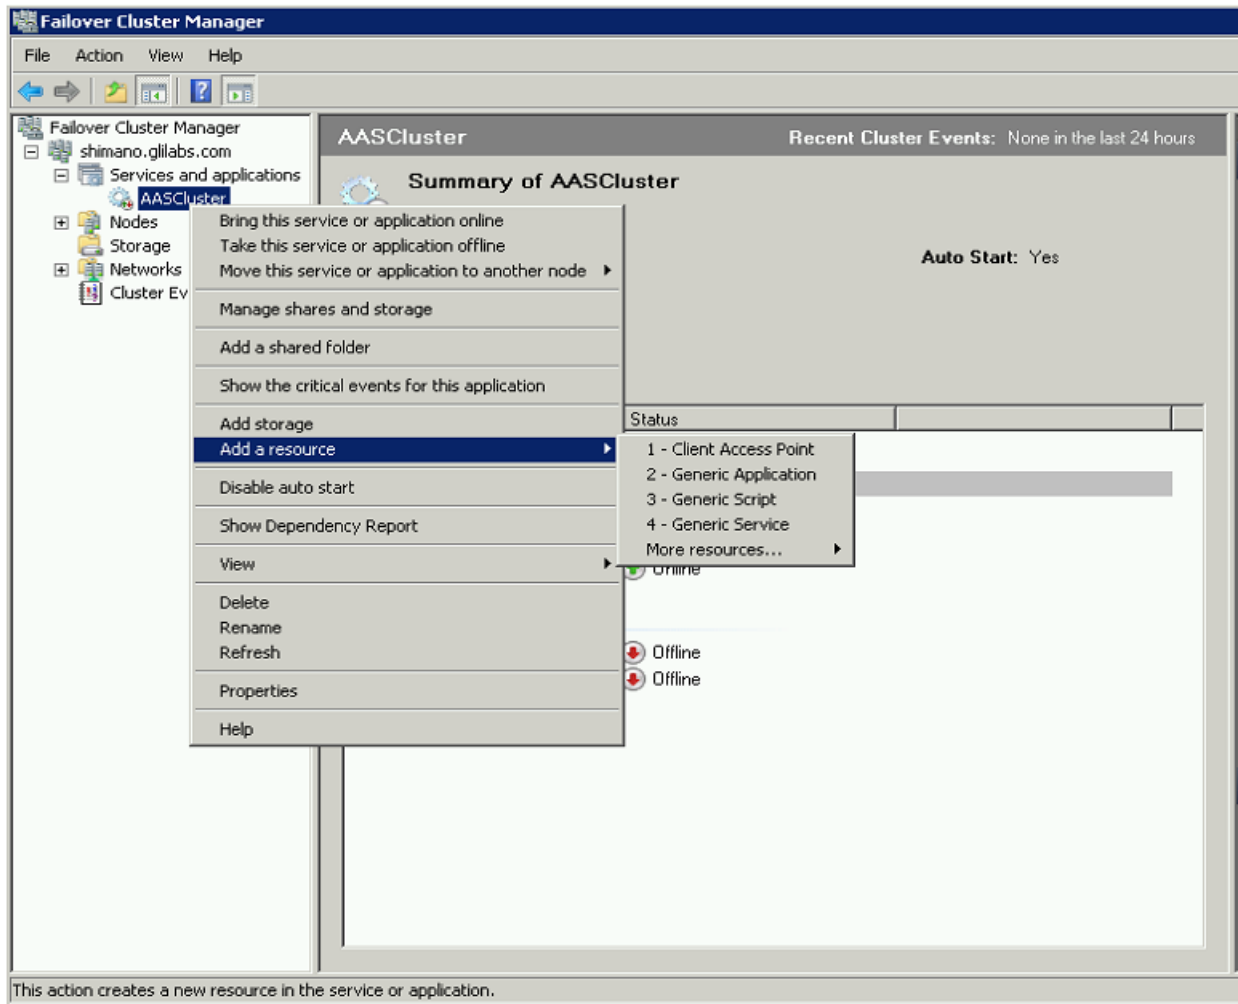 Failover Cluster Manager
File Action View Help
Failover Cluster Manager
shimano.glilabs.com
Services and applications
AASCluster
Nodes
Storage
Networks
Cluster Ev
AASCluster Recent Cluster Events: None in the last 24 hours
Summary of AASCluster
Auto Start: Yes
Status
Bring this service or application online
Take this service or application offline
Move this service or application to another node
Manage shares and storage
Add a shared folder
Show the critical events for this application
Add storage
Add a resource
Disable auto start
Show Dependency Report
View
Delete
Rename
Refresh
Properties
Help
1 - Client Access Point
2 - Generic Application
3 - Generic Script
4 - Generic Service
More resources...
Online
Offline
Offline
This action creates a new resource in the service or application.